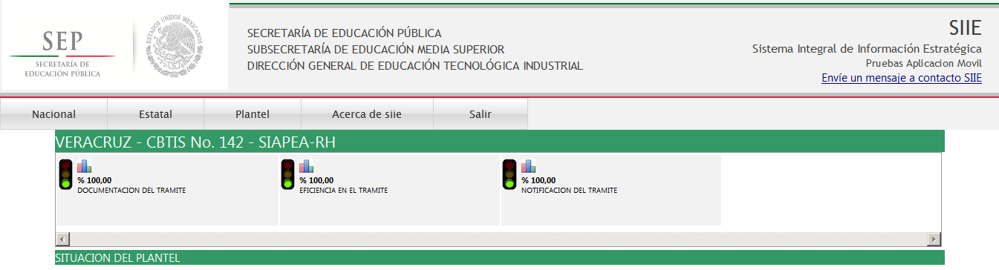 SEP
SECRETARÍA DE
EDUCACIÓN PÚBLICA
ESTADOS UNIDOS MEXICANOS
SECRETARÍA DE EDUCACIÓN PÚBLICA
SUBSECRETARÍA DE EDUCACIÓN MEDIA SUPERIOR
DIRECCIÓN GENERAL DE EDUCACIÓN TECNOLÓGICA INDUSTRIAL
SIIE
Sistema Integral de Información Estratégica
Pruebas Aplicacion Movil
Envíe un mensaje a contacto SIIE
Nacional Estatal Plantel Acerca de siie Salir
VERACRUZ - CBTIS No. 142 - SIAPEA-RH
% 100,00 % 100,00 % 100,00
DOCUMENTACION DEL TRAMITE EFICIENCIA EN EL TRAMITE NOTIFICACION DEL TRAMITE
SITUACION DEL PLANTEL